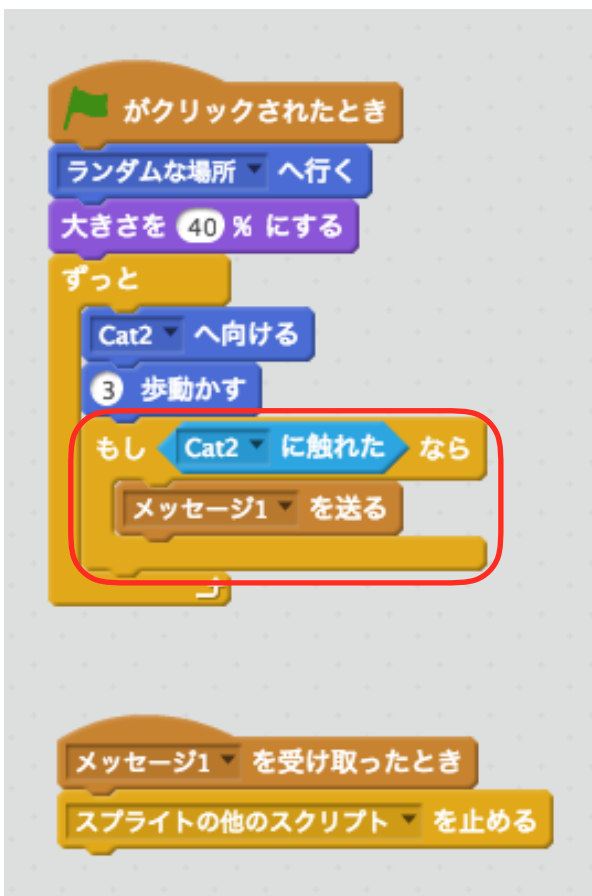 がクリックされたとき
ランダムな場所 へ行く
大きさを 40 % にする
ずっと
Cat2 へ向ける
3 歩動かす
もし Cat2 に触れた なら
メッセージ1 を送る
メッセージ1 を受け取ったとき
スプライトの他のスクリプト を止める